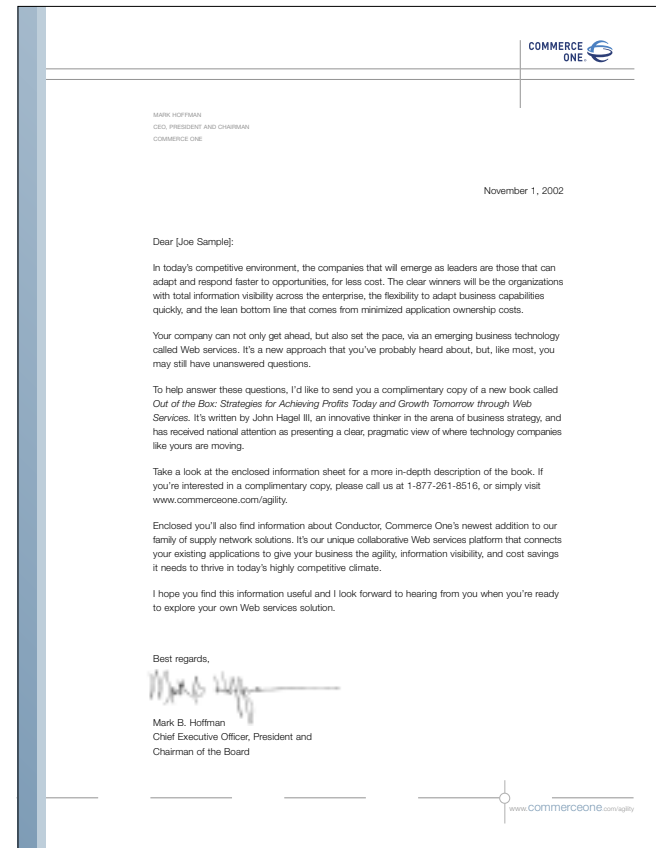 COMMERCE
ONE.
MARK HOFFMAN
CEO, PRESIDENT AND CHAIRMAN
COMMERCE ONE
November 1, 2002
Dear [Joe Sample]:
In today's competitive environment, the companies that will emerge as leaders are those that can
adapt and respond faster to opportunities, for less cost. The clear winners will be the organizations
with total information visibility across the enterprise, the flexibility to adapt business capabilities
quickly, and the lean bottom line that comes from minimized application ownership costs.
Your company can not only get ahead, but also set the pace, via an emerging business technology
called Web services. It's a new approach that you've probably heard about, but, like most, you
may still have unanswered questions.
To help answer these questions, I'd like to send you a complimentary copy of a new book called
Out of the Box: Strategies for Achieving Profits Today and Growth Tomorrow through Web
Services. It's written by John Hagel III, an innovative thinker in the arena of business strategy, and
has received national attention as presenting a clear, pragmatic view of where technology companies
like yours are moving.
Take a look at the enclosed information sheet for a more in-depth description of the book. If
you're interested in a complimentary copy, please call us at 1-877-261-8516, or simply visit
www.commerceone.com/agility.
Enclosed you'll also find information about Conductor, Commerce One's newest addition to our
family of supply network solutions. It's our unique collaborative Web services platform that connects
your existing applications to give your business the agility, information visibility, and cost savings
it needs to thrive in today's highly competitive climate.
I hope you find this information useful and I look forward to hearing from you when you're ready
to explore your own Web services solution.
Best regards,
Mark B Hoffman
Mark B. Hoffman
Chief Executive Officer, President and
Chairman of the Board
www.commerceone.com/agility